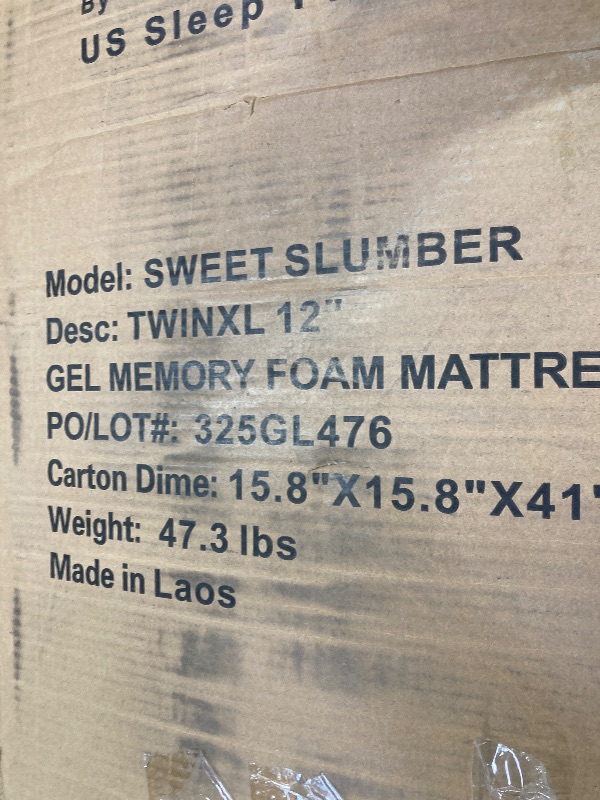 By
US Sleep
Model: SWEET SLUMBER
Desc: TWINXL 12"
GEL MEMORY FOAM MATTRE
PO/LOT#: 325GL476
Carton Dime: 15.8"X15.8"X41"
Weight: 47.3 lbs
Made in Laos